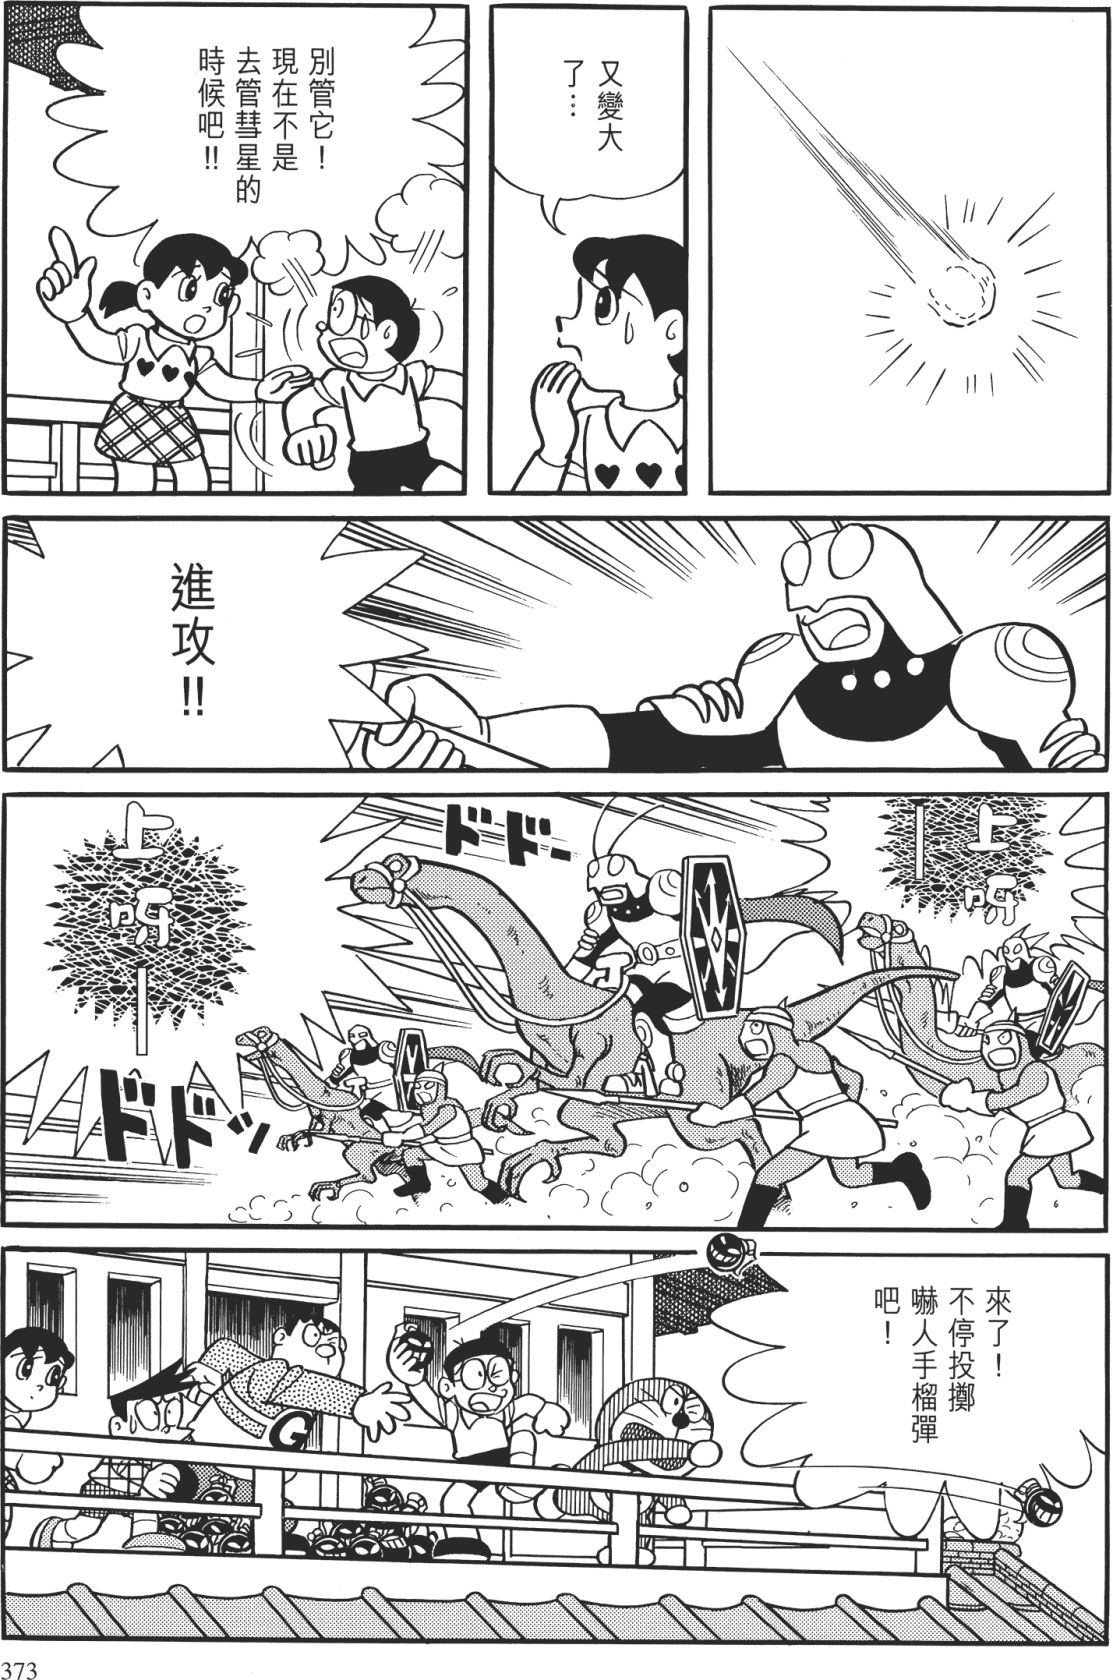 又變大
了…
別管它！
現在不是
去管彗星的
時候吧!!
進攻!!
ドドー
上呀
上呀ー
ドドッ
來了！
不停投擲
嚇人手榴彈
吧！
G
373